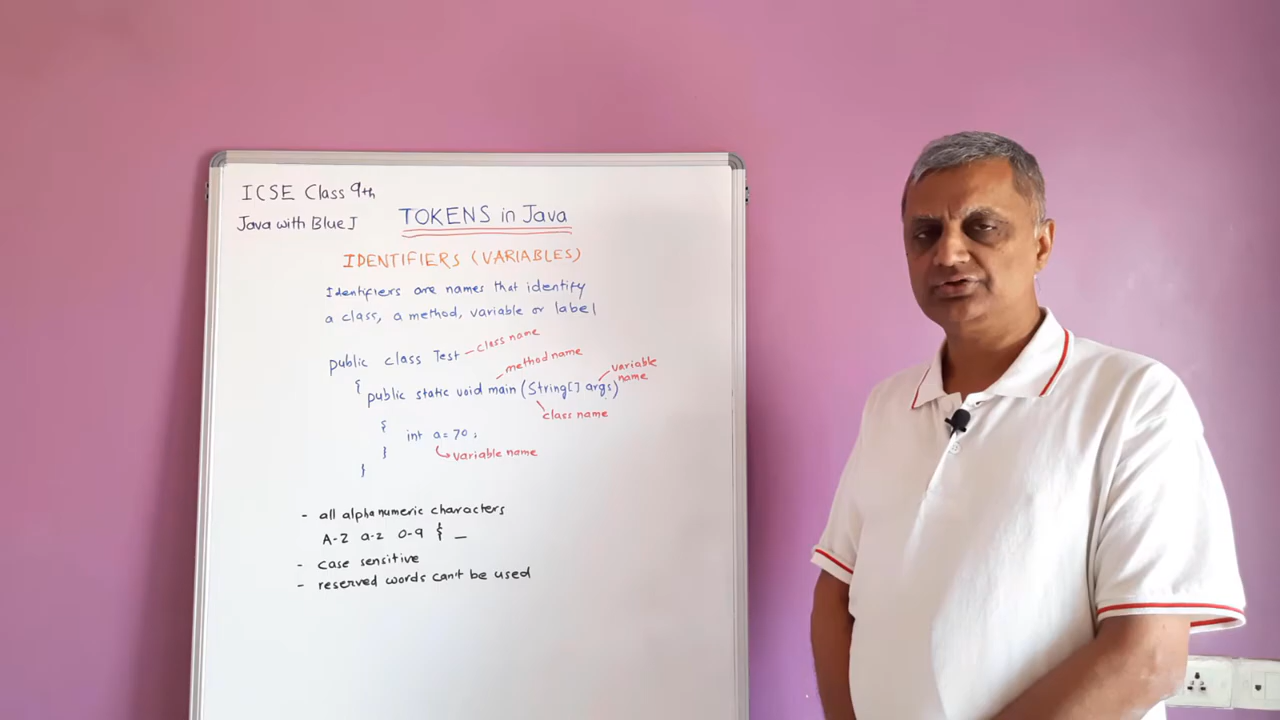 ICSE Class 9th
Java with Blue J
TOKENS in Java
IDENTIFIERS (VARIABLES)
Identifiers are names that identify
a class, a method, variable or label
public class Test – class name
method name
variable
name
{ public static void main (String[] args)
class name
{
int a = 70 ;
}
variable name
}
- all alphanumeric characters
A-Z a-z 0-9 { _
- case sensitive
- reserved words can't be used